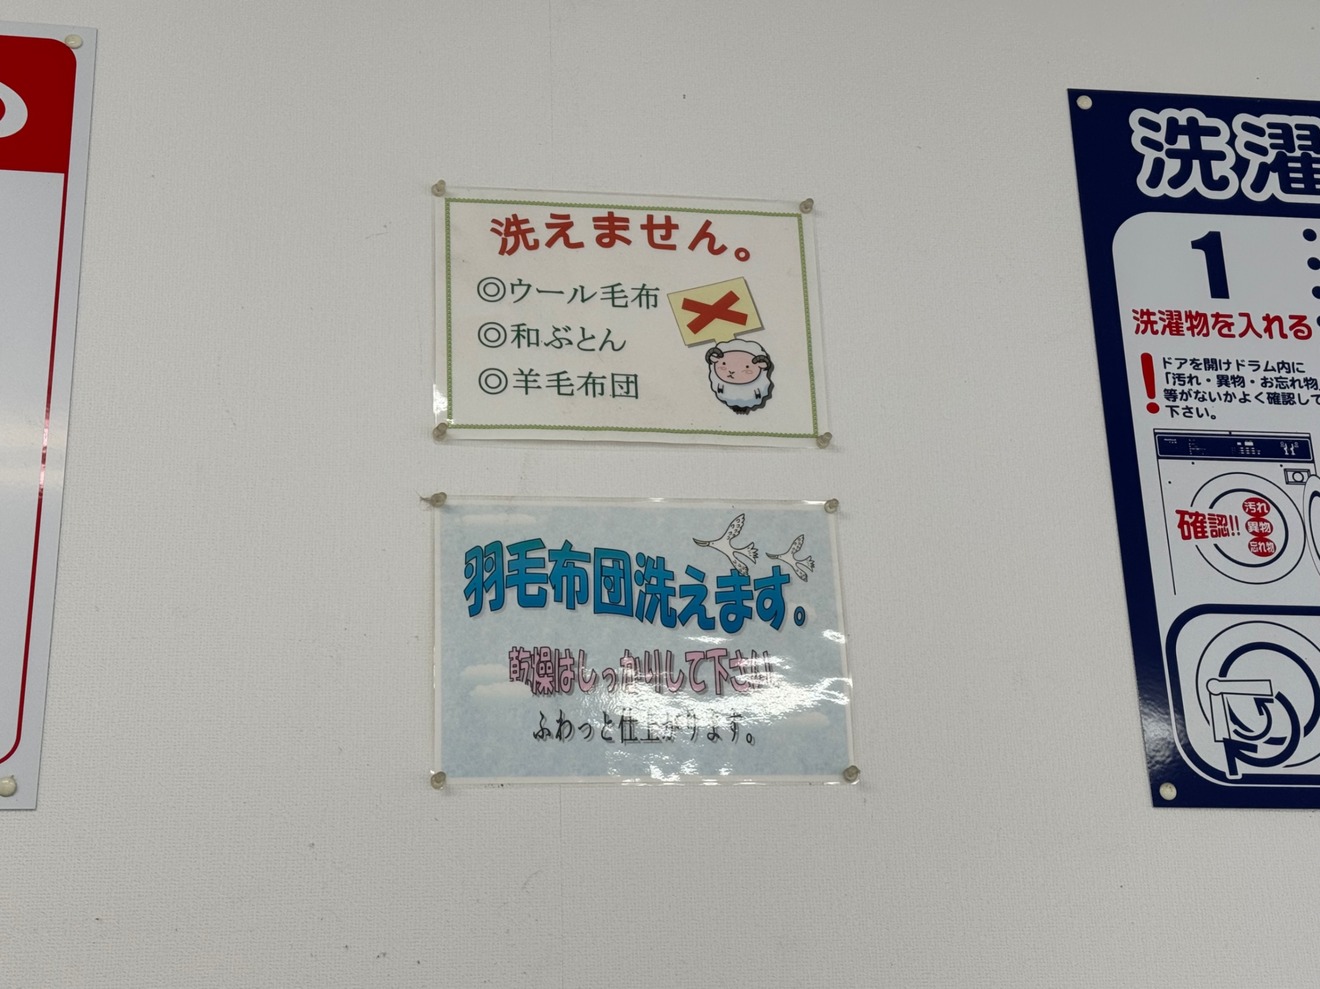 洗えません。
◎ウール毛布
◎和ぶとん
◎羊毛布団
羽毛布団洗えます。
乾燥はしっかりして下さい
ふわっと仕上がります。
洗濯
1
洗濯物を入れる
ドアを開けドラム内に
「汚れ・異物・お忘れ物」
等がないかよく確認して
下さい。
確認!!
汚れ
異物
忘れ物